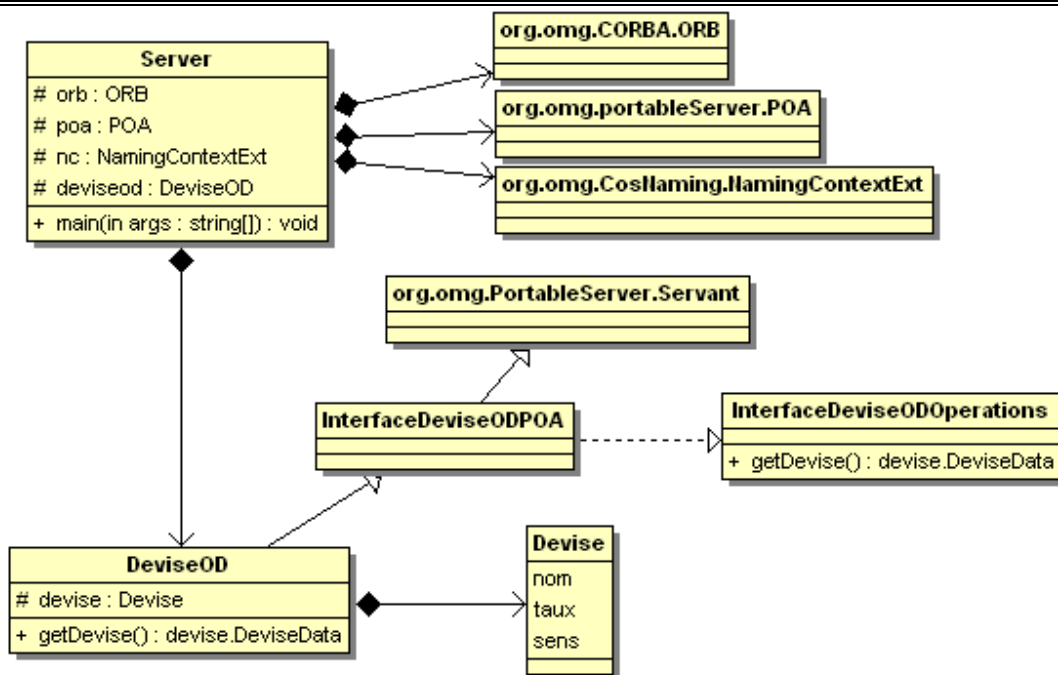 Server
# orb : ORB
# poa : POA
# nc : NamingContextExt
# deviseod : DeviseOD
+ main(in args : string[]) : void
org.omg.CORBA.ORB
org.omg.portableServer.POA
org.omg.CosNaming.NamingContextExt
org.omg.PortableServer.Servant
InterfaceDeviseODPOA
InterfaceDeviseODOperations
+ getDevise() : devise.DeviseData
DeviseOD
# devise : Devise
+ getDevise() : devise.DeviseData
Devise
nom
taux
sens